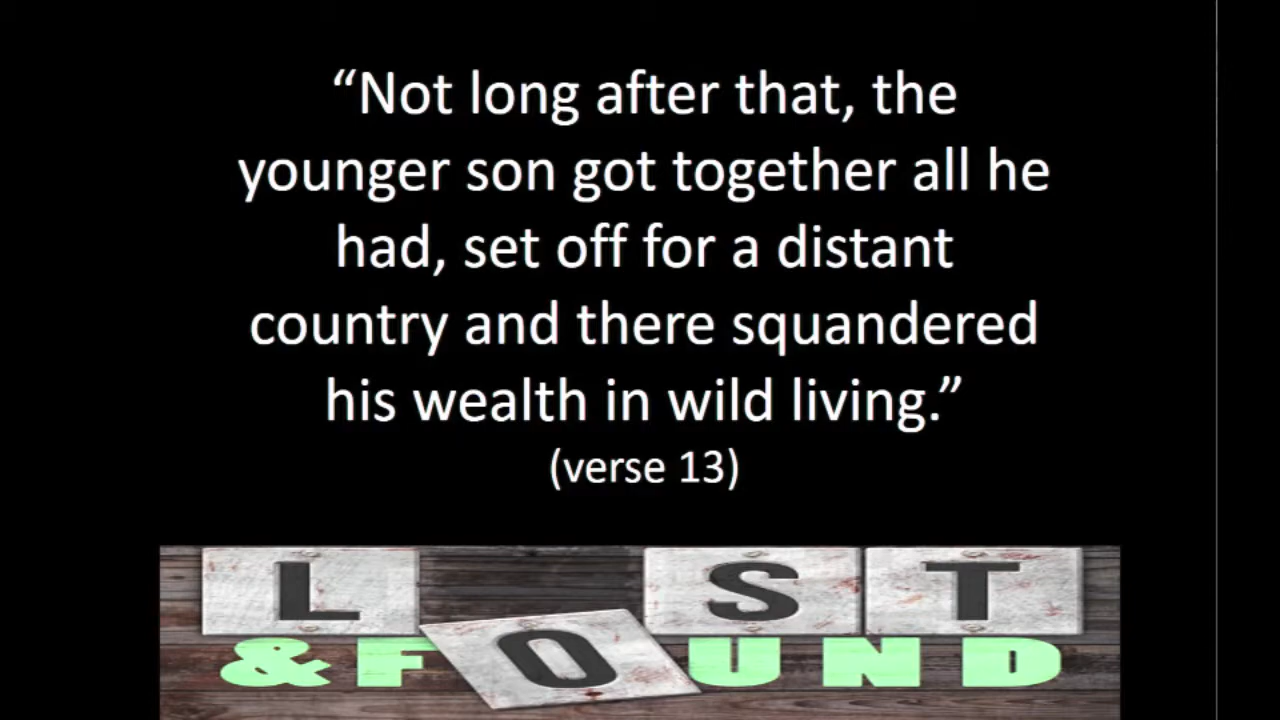 “Not long after that, the
younger son got together all he
had, set off for a distant
country and there squandered
his wealth in wild living.”
(verse 13)
LOST
&FOUND